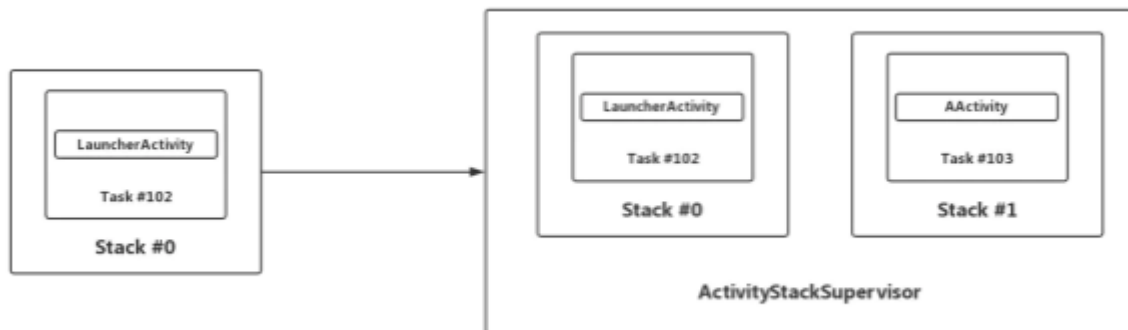 LauncherActivity
Task #102
Stack #0
LauncherActivity
Task #102
Stack #0
AActivity
Task #103
Stack #1
ActivityStackSupervisor